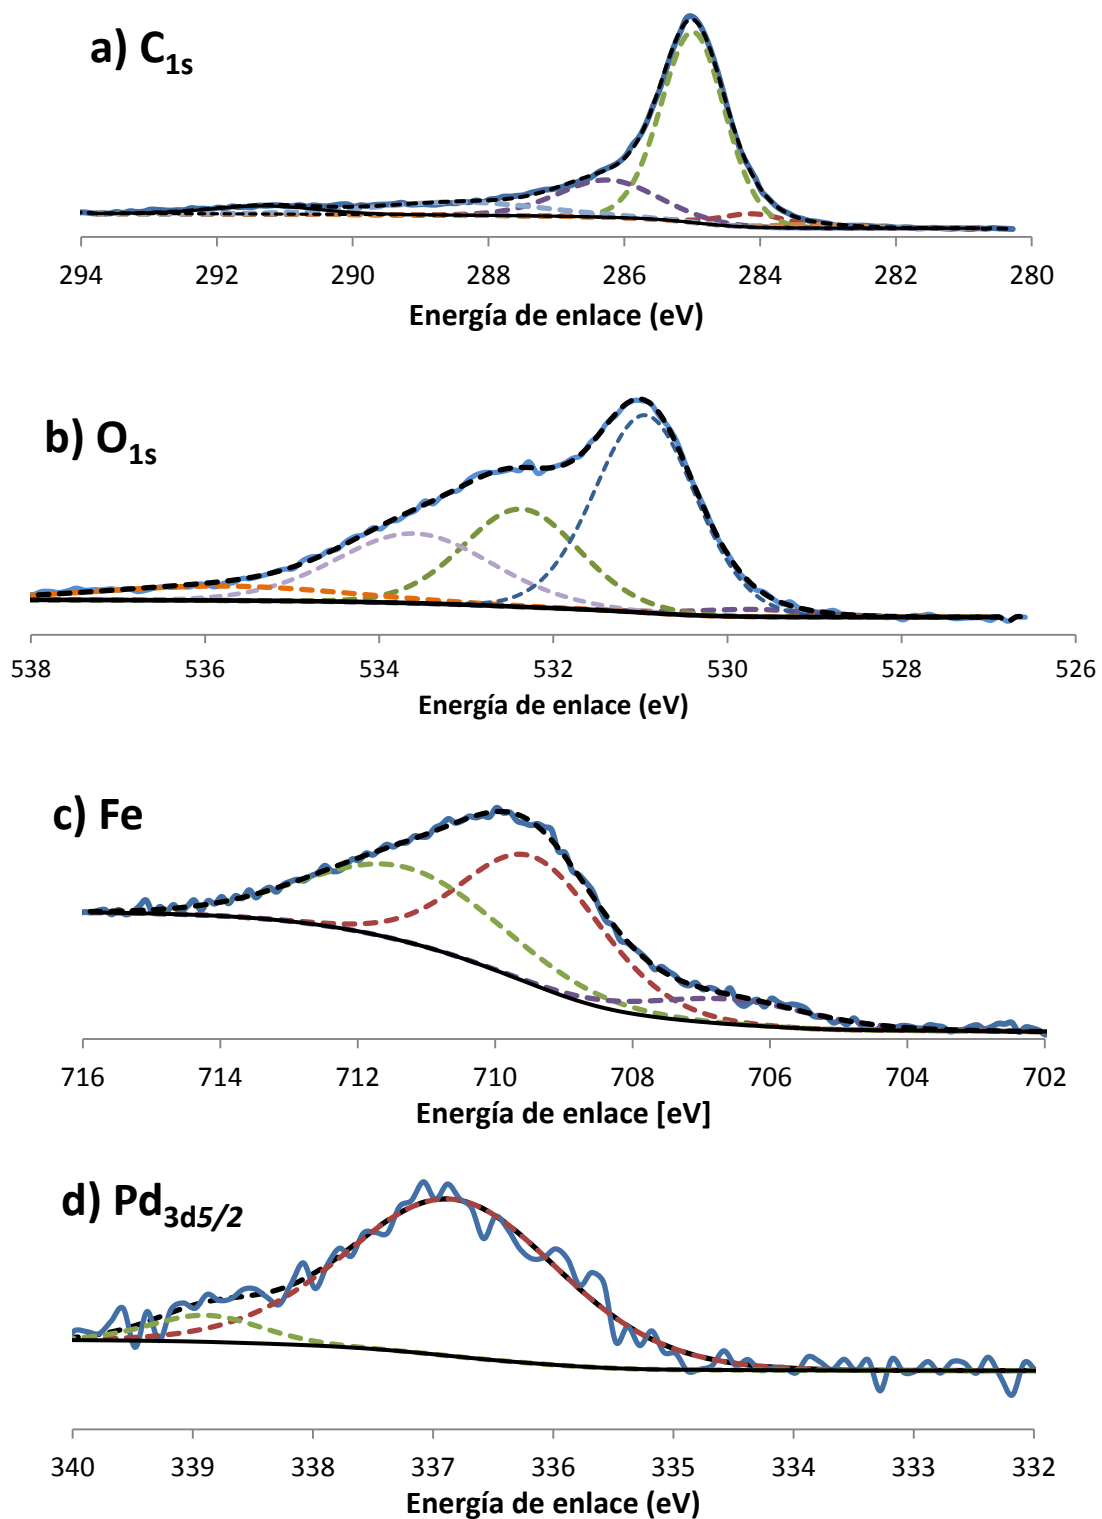 a) C1s
294 292 290 288 286 284 282 280
Energía de enlace (eV)
b) O1s
538 536 534 532 530 528 526
Energía de enlace (eV)
c) Fe
716 714 712 710 708 706 704 702
Energía de enlace [eV]
d) Pd3d5/2
340 339 338 337 336 335 334 333 332
Energía de enlace (eV)